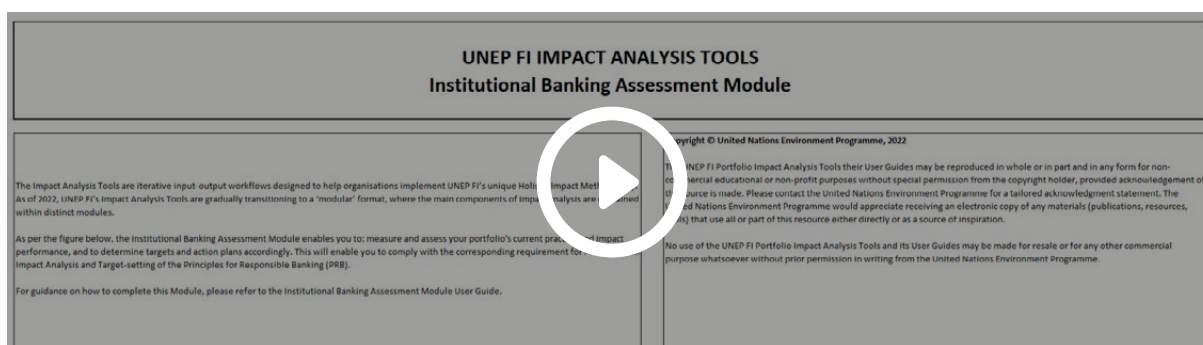 UNEP FI IMPACT ANALYSIS TOOLS
Institutional Banking Assessment Module
The Impact Analysis Tools are iterative input-output workflows designed to help organisations implement UNEP FI's unique Holi Impact Meth
As of 2022, UNEP FI's Impact Analysis Tools are gradually transitioning to a 'modular' format, where the main components of
within distinct modules.
As per the figure below, the Institutional Banking Assessment Module enables you to: measure and assess your portfolio's current impact
performance, and to determine targets and action plans accordingly. This will enable you to comply with the corresponding requirement for
Impact Analysis and Target-setting of the Principles for Responsible Banking (PRB).
For guidance on how to complete this Module, please refer to the Institutional Banking Assessment Module User Guide.
opyright © United Nations Environment Programme, 2022
UNEP FI Portfolio Impact Analysis Tools their User Guides may be reproduced in whole or in part and in any form for non-
educational or non-profit purposes without special permission from the copyright holder, provided acknowledgement of
source is made. Please contact the United Nations Environment Programme for a tailored acknowledgment statement. The
Nations Environment Programme would appreciate receiving an electronic copy of any materials (publications, resources,
that use all or part of this resource either directly or as a source of inspiration.
No use of the UNEP FI Portfolio Impact Analysis Tools and its User Guides may be made for resale or for any other commercial
purpose whatsoever without prior permission in writing from the United Nations Environment Programme.